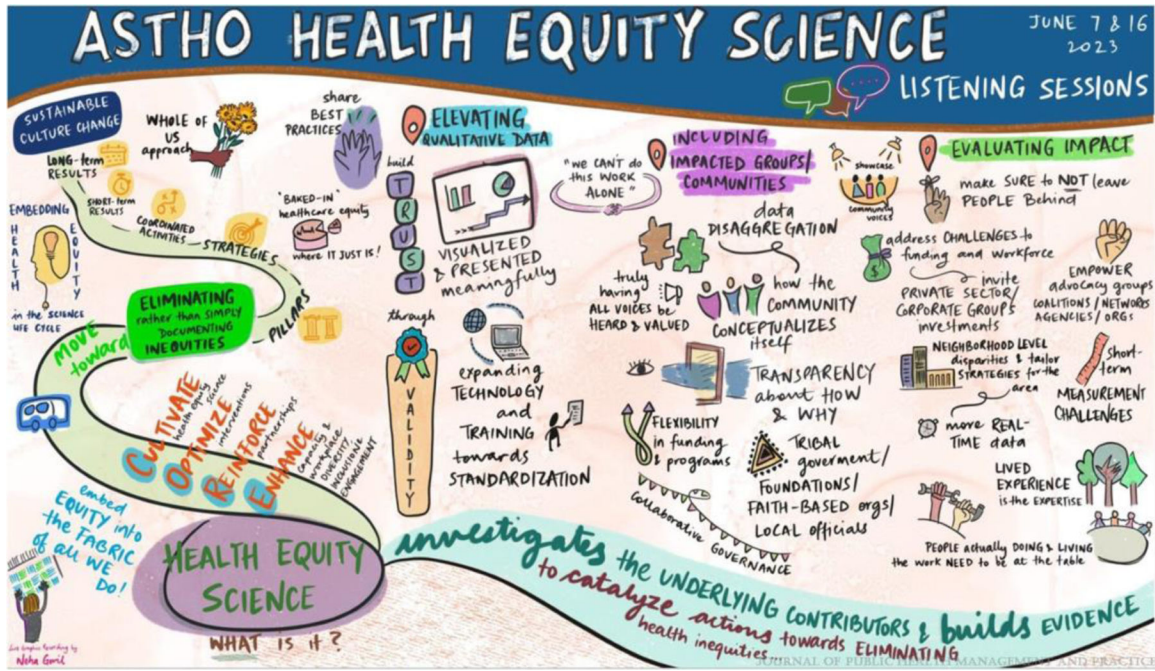 ASTHO HEALTH EQUITY SCIENCE
JUNE 7 & 16
2023
LISTENING SESSIONS
SUSTAINABLE
CULTURE CHANGE
LONG-term
RESULTS
SHORT-term
RESULTS
COORDINATED
ACTIVITIES
STRATEGIES
PILLARS
WHOLE OF
US
approach
share
BEST
PRACTICES
"BAKED-IN"
healthcare equity
where IT JUST IS!
EMBEDDING
HEALTH
EQUITY
in the SCIENCE
LIFE CYCLE
ELIMINATING
rather than SIMPLY
DOCUMENTING
INEQUITIES
MOVE
toward
CULTIVATE
health equity science
OPTIMIZE
interventions
REINFORCE
partnerships
ENHANCE
capacity &
workplace
DIVERSITY,
INCLUSION &
ENGAGEMENT
embed
EQUITY into
the FABRIC
of all WE
Do!
HEALTH EQUITY
SCIENCE
WHAT IS IT?
Live Graphic Recording by
ELEVATING
QUALITATIVE DATA
build
TRUST
VISUALIZED
& PRESENTED
meaningfully
through
VALIDITY
expanding
TECHNOLOGY
and
TRAINING
towards
STANDARDIZATION
"WE CAN'T do
THIS WORK
ALONE"
INCLUDING
IMPACTED GROUPS/
COMMUNITIES
data
DISAGGREGATION
truly
having
ALL VOICES be
HEARD & VALUED
how the
COMMUNITY
CONCEPTUALIZES
itself
TRANSPARENCY
about HOW
& WHY
FLEXIBILITY
in funding
& programs
TRIBAL
goverment/
FOUNDATIONS/
FAITH-BASED orgs/
LOCAL officials
Collaborative GOVERNANCE
showcase
community
VOICES
EVALUATING IMPACT
make SURE to NOT leave
PEOPLE Behind
address CHALLENGES to
funding and workforce
$
invite
PRIVATE SECTOR/
CORPORATE GROUPS
investments
EMPOWER
advocacy groups
COALITIONS/NETWORKS
AGENCIES/ORGS
NEIGHBORHOOD LEVEL
disparities & tailor
STRATEGIES for the
area
Short-
term
MEASUREMENT
CHALLENGES
more REAL-
TIME data
LIVED
EXPERIENCE
is the EXPERTISE
PEOPLE actually DOING & LIVING
the work NEED to be at the table
investigates the UNDERLYING CONTRIBUTORS & builds EVIDENCE
to catalyze actions towards ELIMINATING
health inequities...
JOURNAL OF PUBLIC HEALTH MANAGEMENT AND PRACTICE